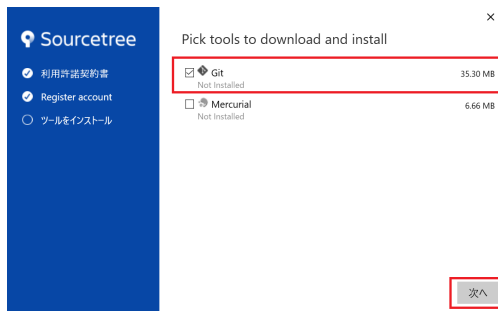 Sourcetree
利用許諾契約書
Register account
ツールをインストール
Pick tools to download and install
Git
35.30 MB
Not Installed
Mercurial
6.66 MB
Not Installed
次へ